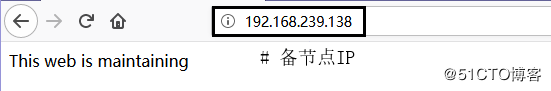 192.168.239.138
This web is maintaining
# 备节点IP
@51CTO博客